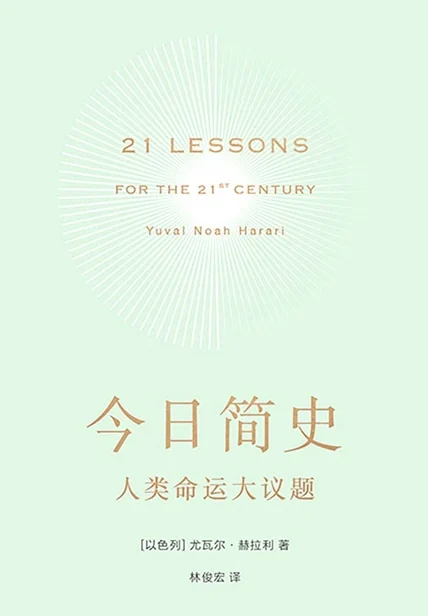 21 LESSONS
FOR THE 21ST CENTURY
Yuval Noah Harari
今日简史
人类命运大议题
[以色列] 尤瓦尔·赫拉利 著
林俊宏 译